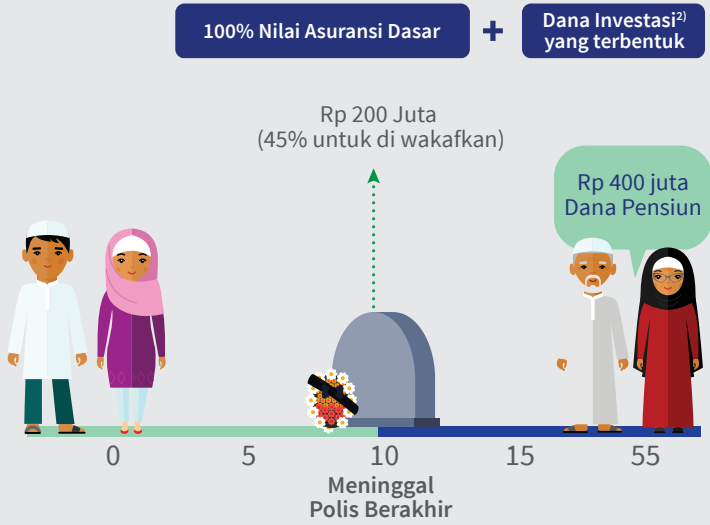 100% Nilai Asuransi Dasar + Dana Investasi²⁾
yang terbentuk
Rp 200 Juta
(45% untuk di wakafkan)
Rp 400 juta
Dana Pensiun
0 5 10 15 55
Meninggal
Polis Berakhir